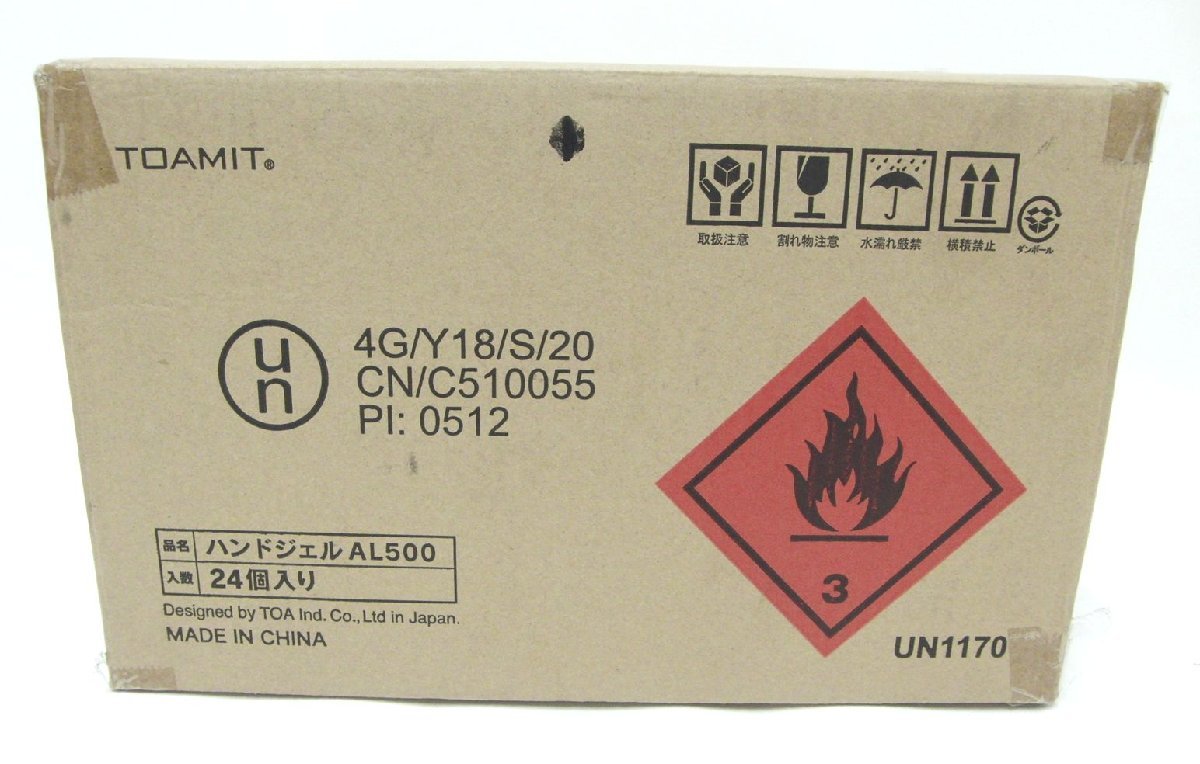 TOAMIT®
取扱注意
割れ物注意
水濡れ厳禁
横積禁止
ダンボール
un
4G/Y18/S/20
CN/C510055
PI: 0512
3
UN1170
品名 ハンドジェル AL500
入数 24個入り
Designed by TOA Ind. Co., Ltd in Japan.
MADE IN CHINA